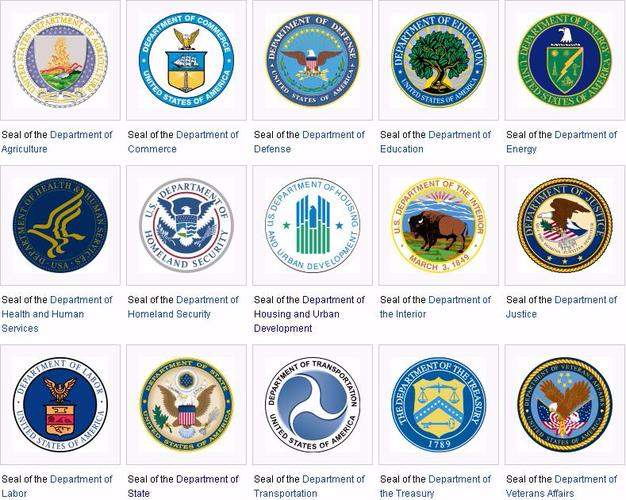 UNITED STATES DEPARTMENT OF AGRICULTURE
DEPARTMENT OF COMMERCE
UNITED STATES OF AMERICA
DEPARTMENT OF DEFENSE
UNITED STATES OF AMERICA
DEPARTMENT OF EDUCATION
UNITED STATES OF AMERICA
DEPARTMENT OF ENERGY
UNITED STATES OF AMERICA
Seal of the Department of
Agriculture
Seal of the Department of
Commerce
Seal of the Department of
Defense
Seal of the Department of
Education
Seal of the Department of
Energy
DEPARTMENT OF HEALTH & HUMAN SERVICES
USA
U.S. DEPARTMENT OF
HOMELAND SECURITY
U.S. DEPARTMENT OF HOUSING
AND URBAN DEVELOPMENT
U.S. DEPARTMENT OF THE INTERIOR
MARCH 3, 1849
DEPARTMENT OF JUSTICE
Seal of the Department of
Health and Human
Services
Seal of the Department of
Homeland Security
Seal of the Department of
Housing and Urban
Development
Seal of the Department of
the Interior
Seal of the Department of
Justice
DEPARTMENT OF LABOR
UNITED STATES OF AMERICA
DEPARTMENT OF STATE
UNITED STATES OF AMERICA
DEPARTMENT OF TRANSPORTATION
UNITED STATES OF AMERICA
THE DEPARTMENT OF THE TREASURY
1789
DEPARTMENT OF VETERANS AFFAIRS
UNITED STATES OF AMERICA
Seal of the Department of
Labor
Seal of the Department of
State
Seal of the Department of
Transportation
Seal of the Department of
the Treasury
Seal of the Department of
Veterans Affairs